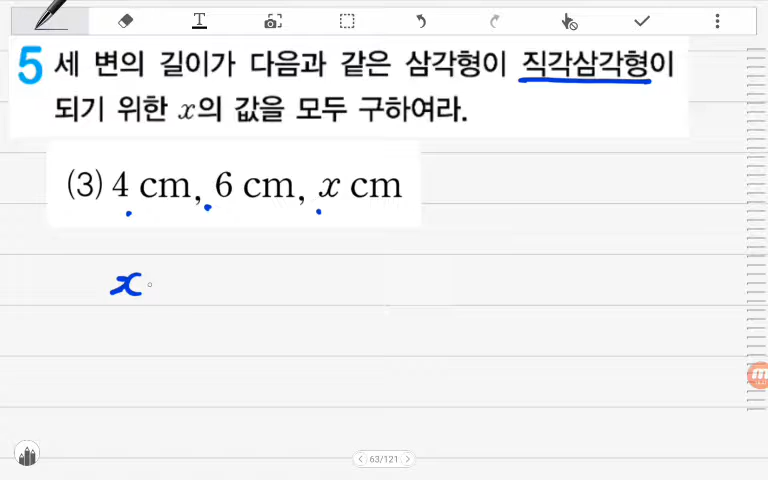 T
5 세 변의 길이가 다음과 같은 삼각형이 직각삼각형이
되기 위한 x의 값을 모두 구하여라.
(3) 4 cm, 6 cm, x cm
x
63/121